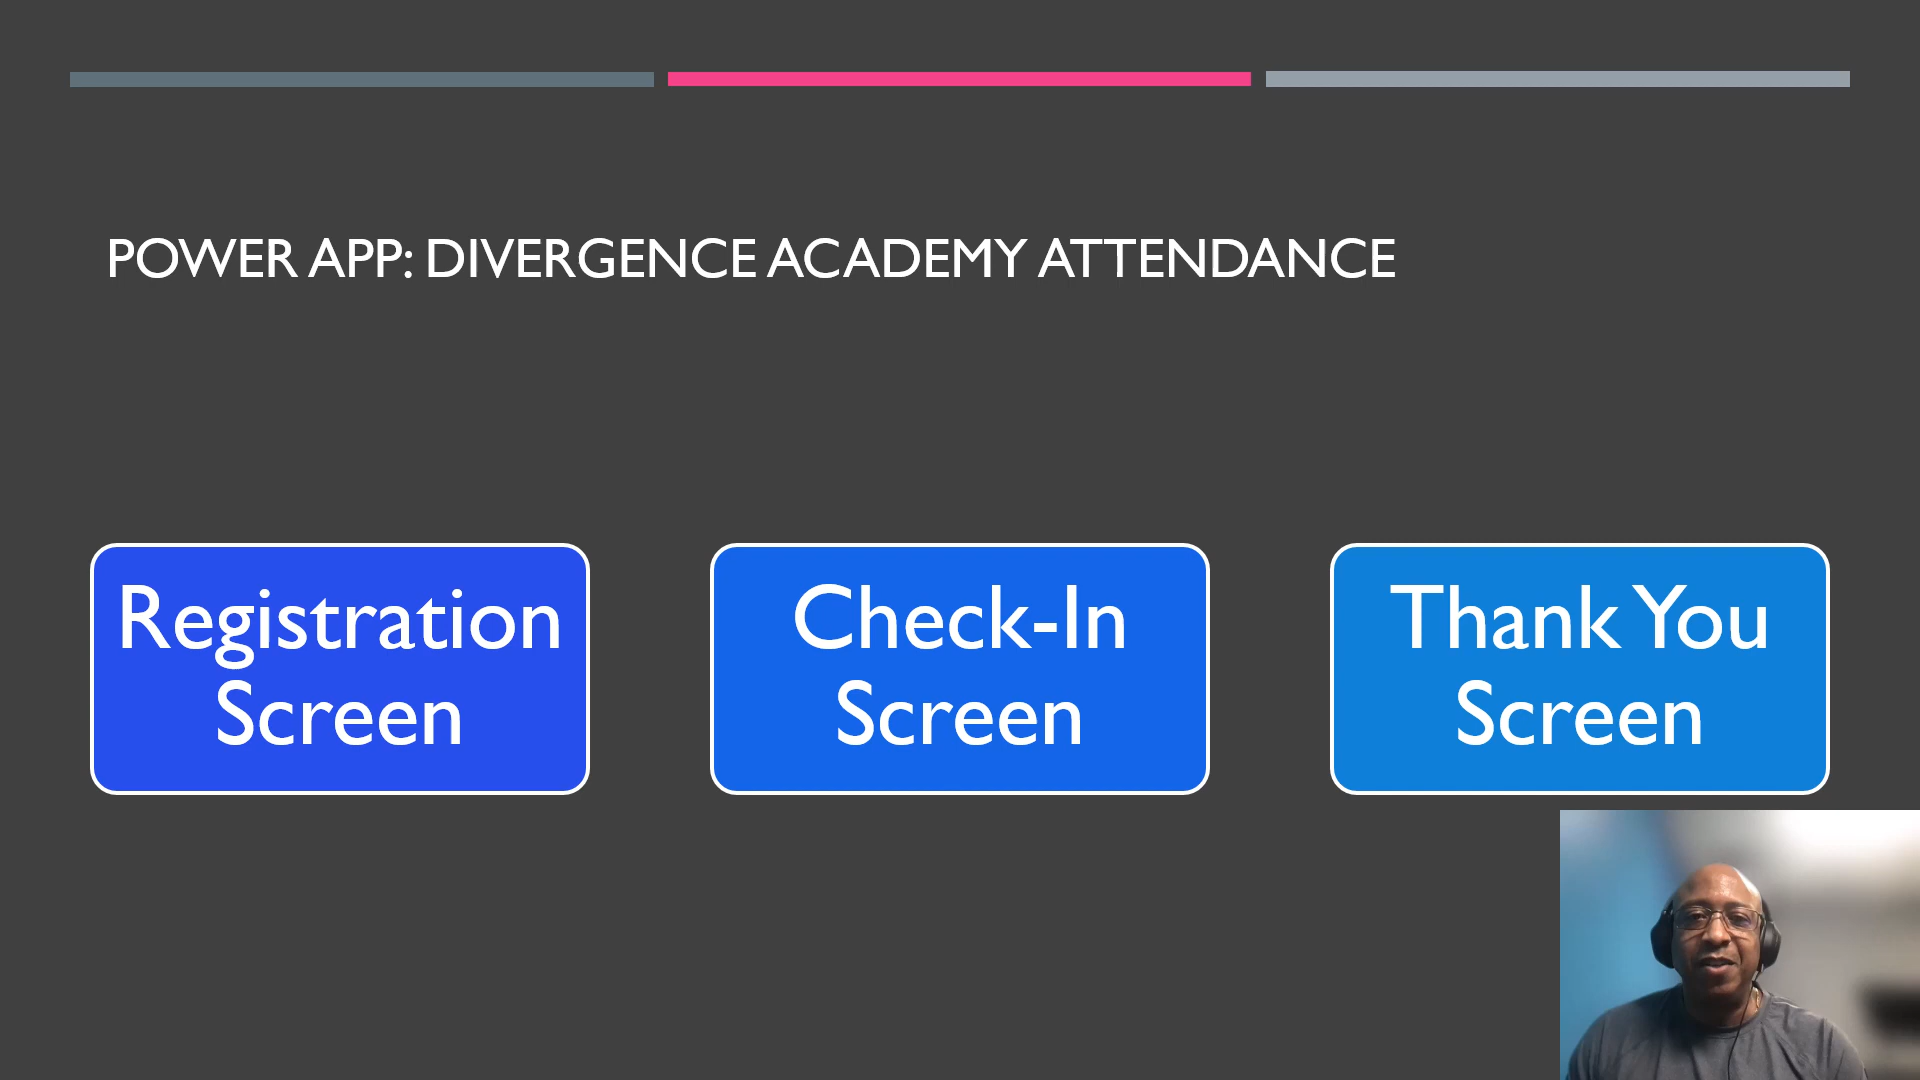 POWER APP: DIVERGENCE ACADEMY ATTENDANCE
Registration
Screen
Check-In
Screen
Thank You
Screen